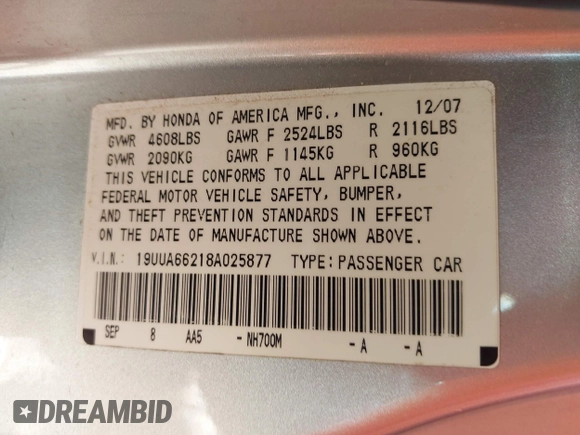 MFD. BY HONDA OF AMERICA MFG., INC. 12/07
GVWR 4608LBS GAWR F 2524LBS R 2116LBS
GVWR 2090KG GAWR F 1145KG R 960KG
THIS VEHICLE CONFORMS TO ALL APPLICABLE
FEDERAL MOTOR VEHICLE SAFETY, BUMPER,
AND THEFT PREVENTION STANDARDS IN EFFECT
ON THE DATE OF MANUFACTURE SHOWN ABOVE.
V.I.N.: 19UUA66218A025877 TYPE: PASSENGER CAR
SEP 8 AA5 - NH700M - A - A
DREAMBID